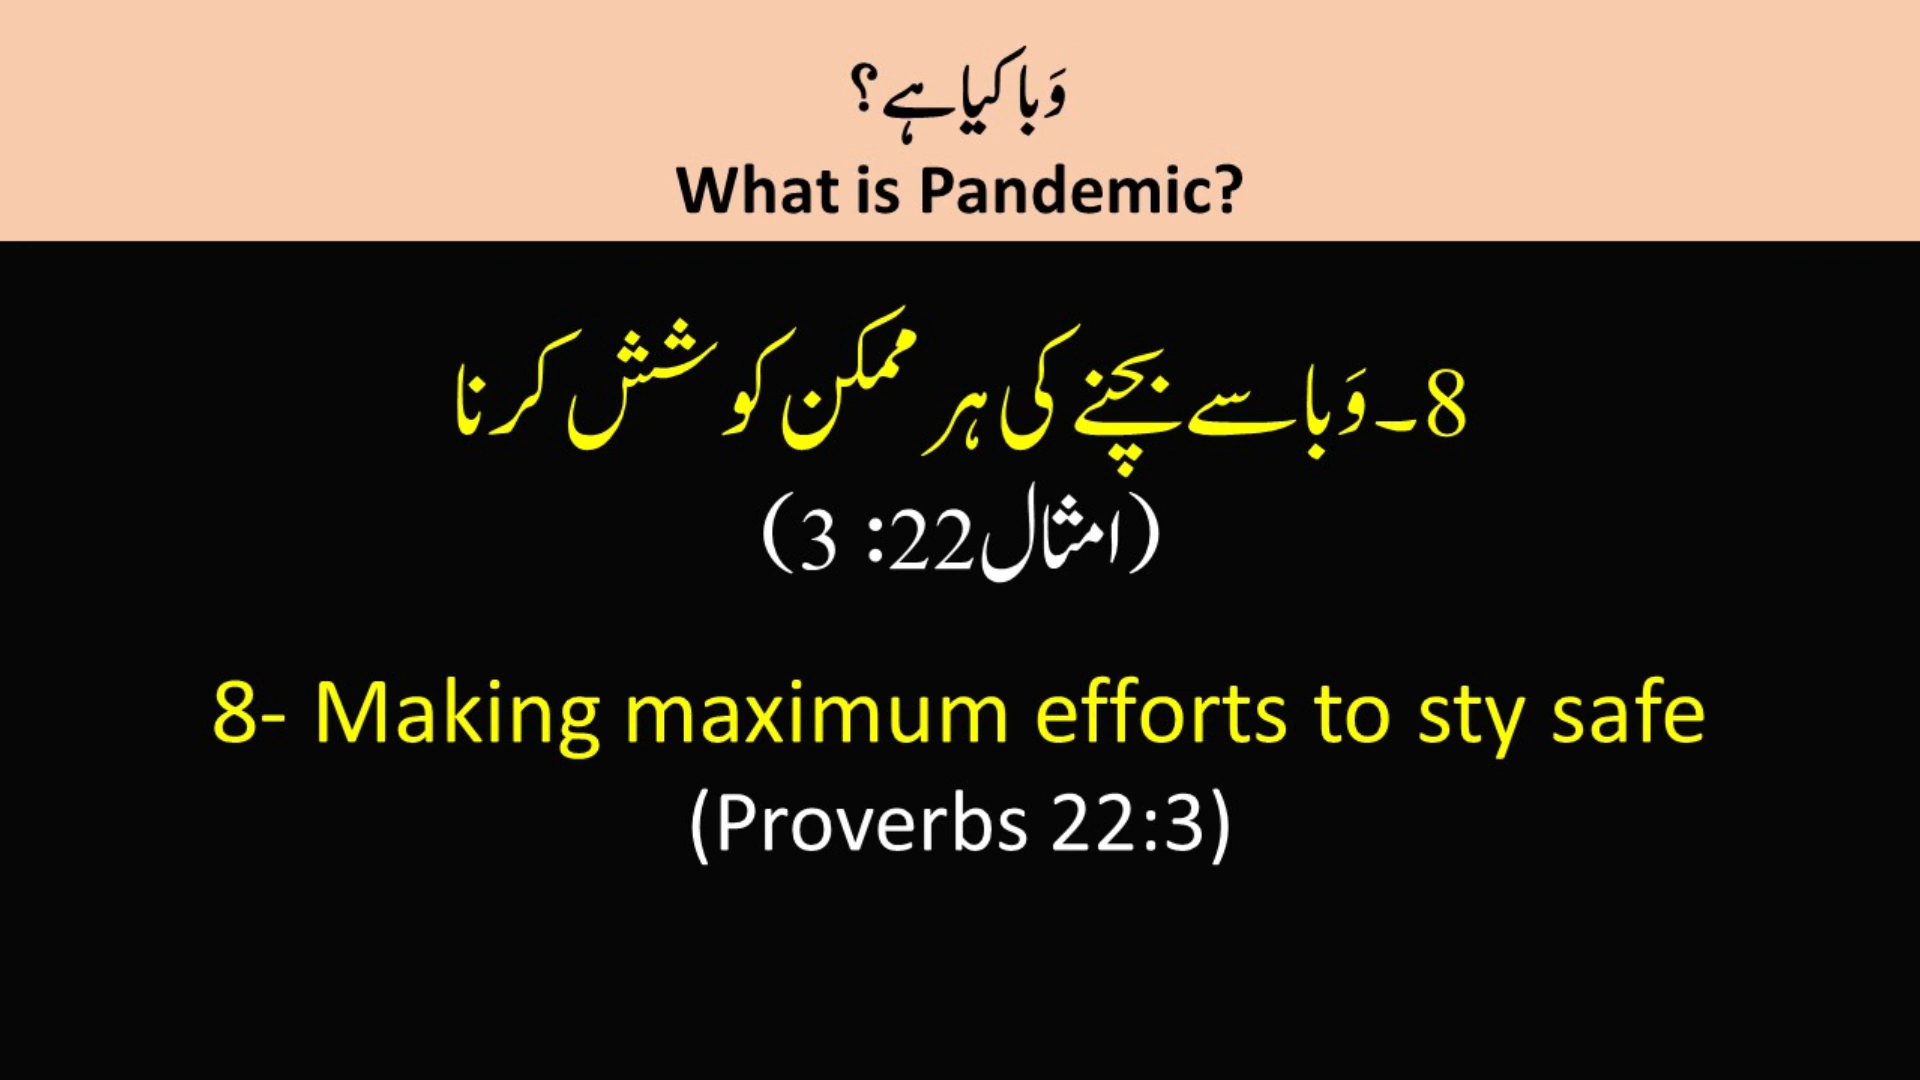 وَبا کیا ہے؟
What is Pandemic?
8۔وَبا سے بچنے کی ہر ممکن کوشش کرنا
(امثال22: 3)
8- Making maximum efforts to sty safe
(Proverbs 22:3)